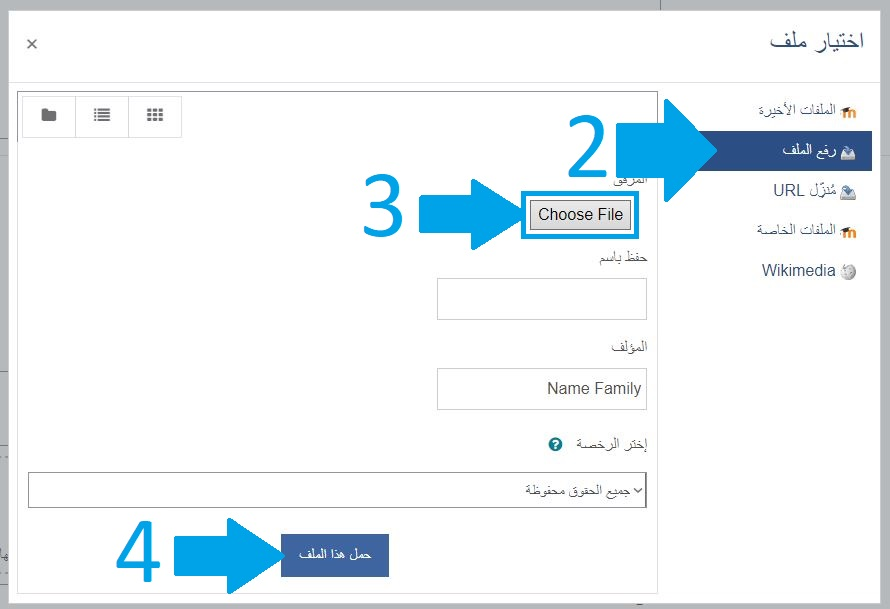 اختيار ملف
×
الملفات الأخيرة
رفع الملف
مُنزِّل URL
الملفات الخاصة
Wikimedia
2
المرفق
3
Choose File
حفظ باسم
المؤلف
Name Family
إختر الرخصة ?
جميع الحقوق محفوظة
4
حمل هذا الملف